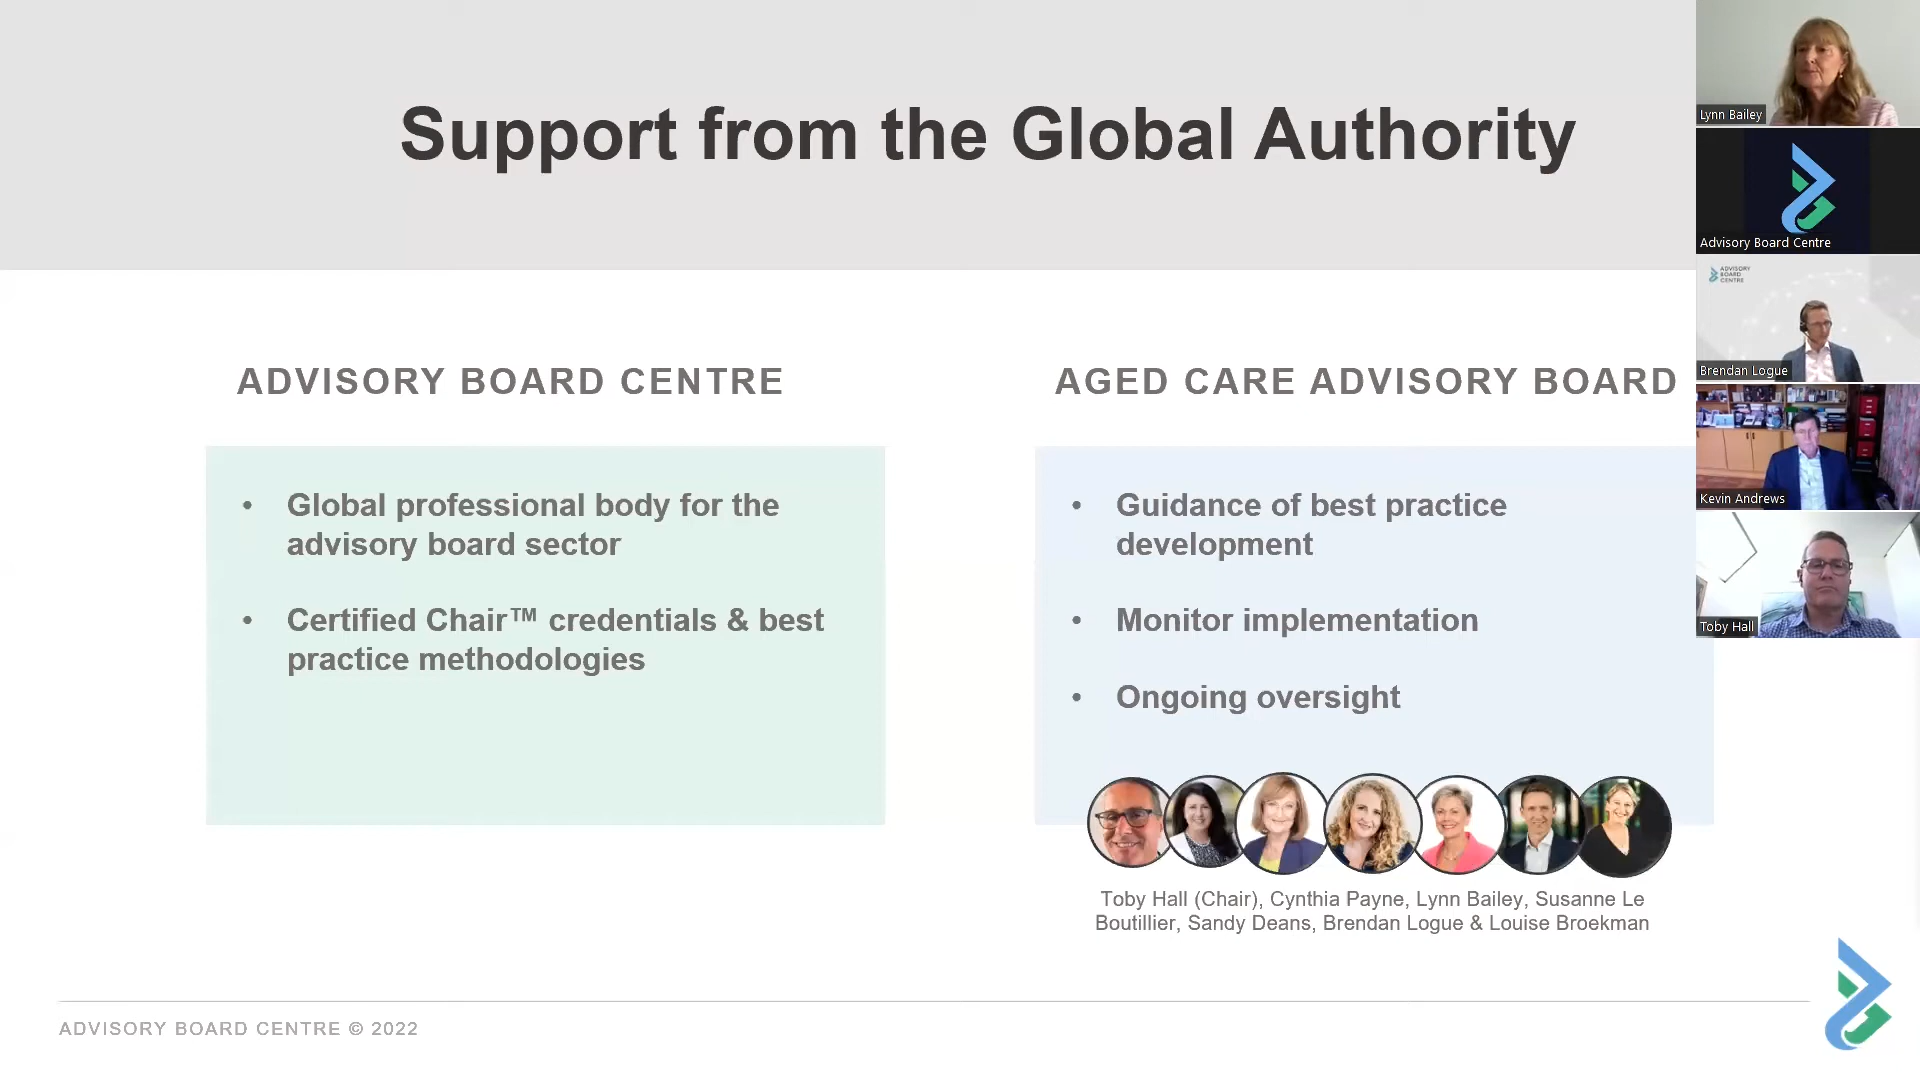 Support from the Global Authority
ADVISORY BOARD CENTRE
• Global professional body for the
advisory board sector
• Certified Chair™ credentials & best
practice methodologies
AGED CARE ADVISORY BOARD
• Guidance of best practice
development
• Monitor implementation
• Ongoing oversight
Toby Hall (Chair), Cynthia Payne, Lynn Bailey, Susanne Le
Boutillier, Sandy Deans, Brendan Logue & Louise Broekman
ADVISORY BOARD CENTRE © 2022
Lynn Bailey
Advisory Board Centre
ADVISORY
BOARD
CENTRE
Brendan Logue
Kevin Andrews
Toby Hall